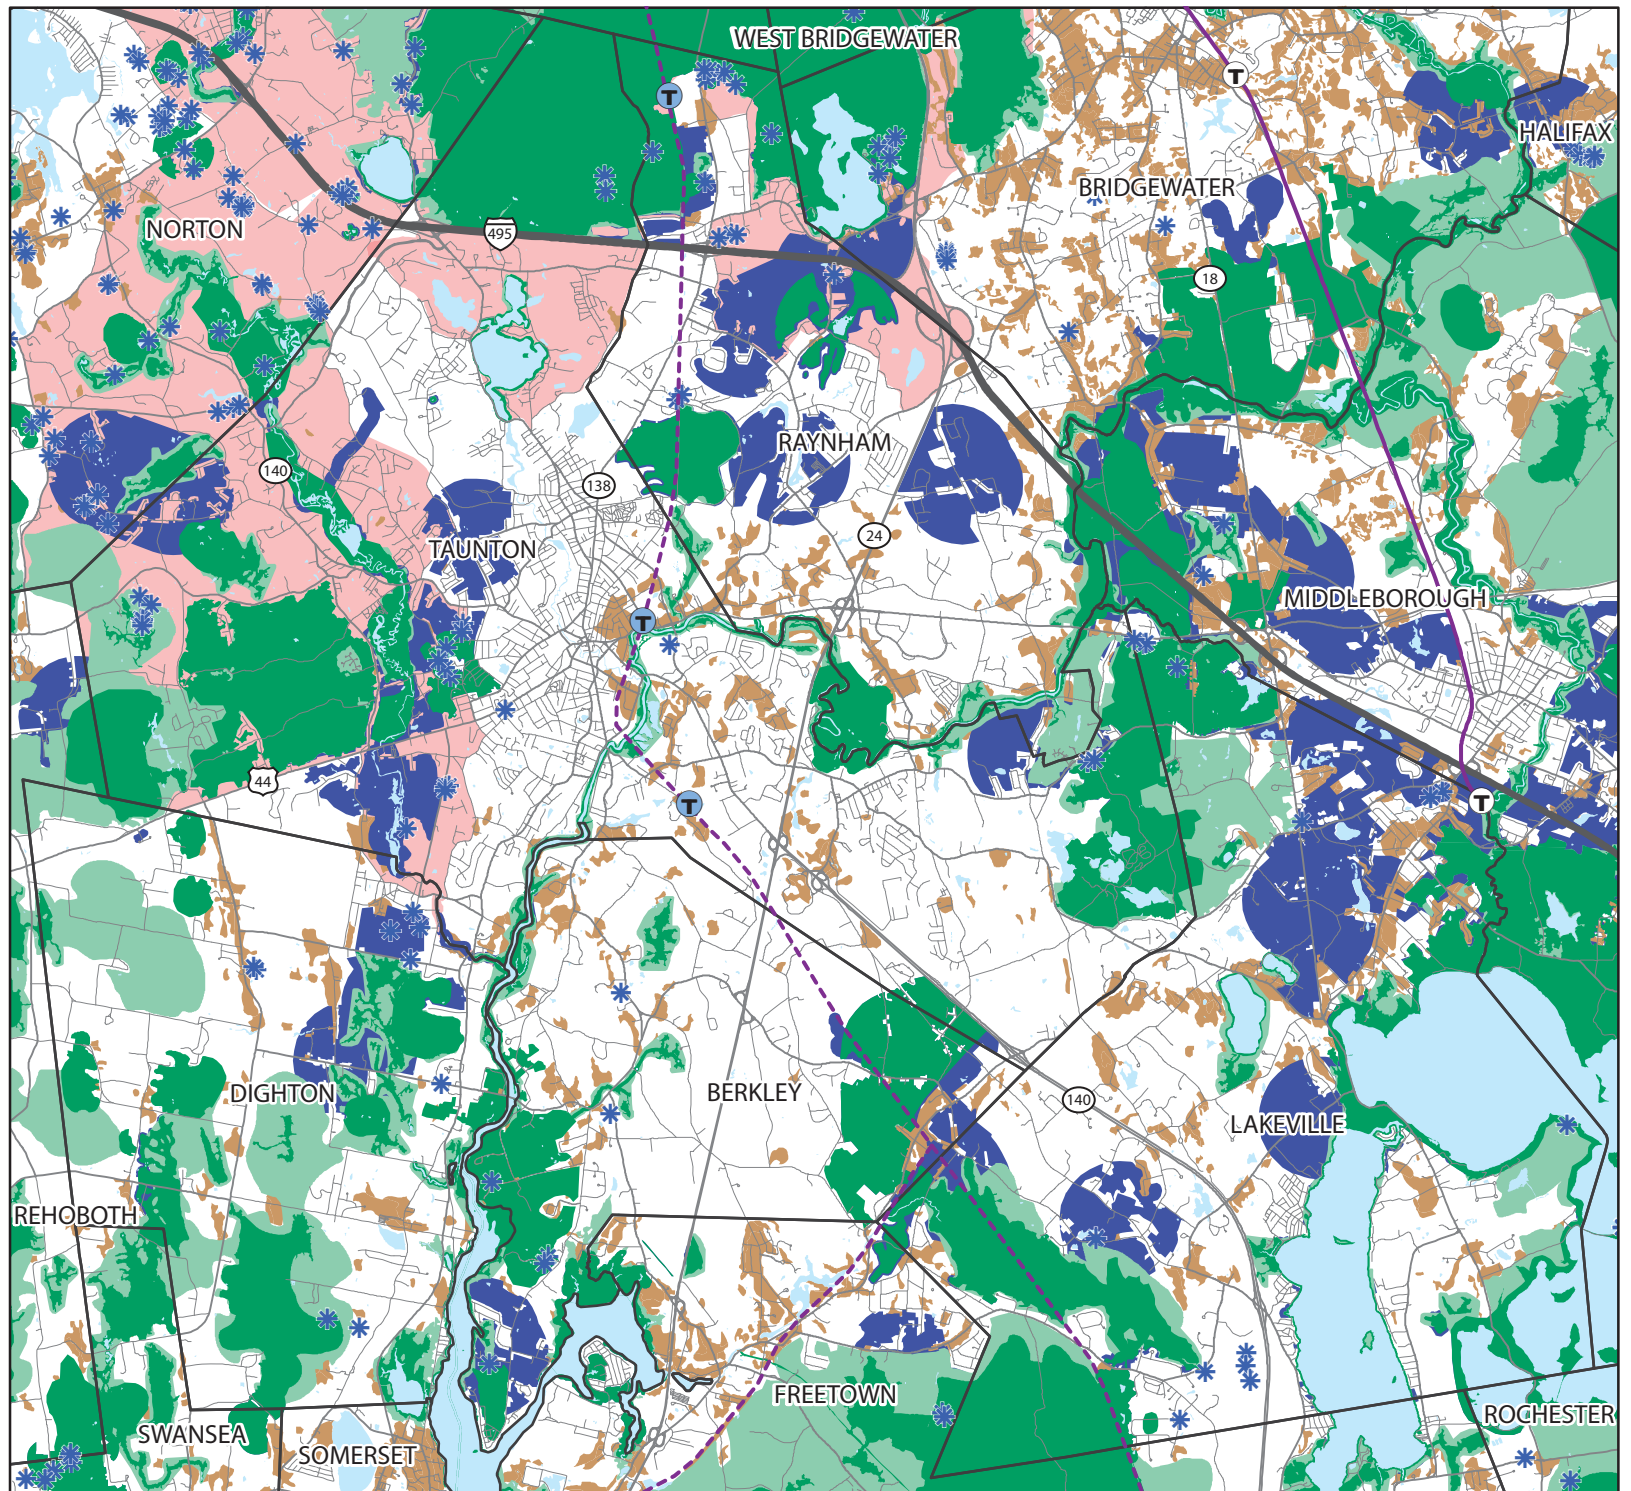 WEST BRIDGEWATER
T
T
HALIFAX
BRIDGEWATER
NORTON
495
18
RAYNHAM
140
138
24
TAUNTON
MIDDLEBOROUGH
T
44
T
T
DIGHTON
BERKLEY
140
LAKEVILLE
REHOBOTH
FREETOWN
ROCHESTER
SWANSEA
SOMERSET